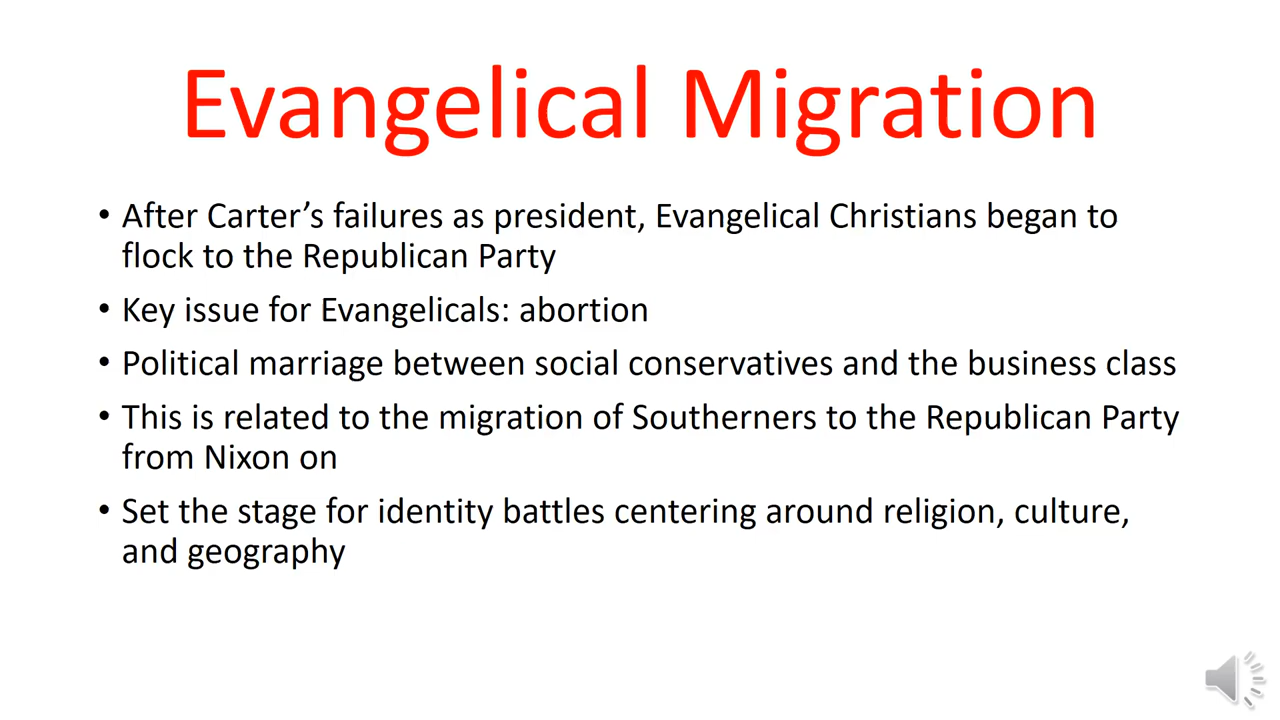 Evangelical Migration
• After Carter’s failures as president, Evangelical Christians began to
flock to the Republican Party
• Key issue for Evangelicals: abortion
• Political marriage between social conservatives and the business class
• This is related to the migration of Southerners to the Republican Party
from Nixon on
• Set the stage for identity battles centering around religion, culture,
and geography